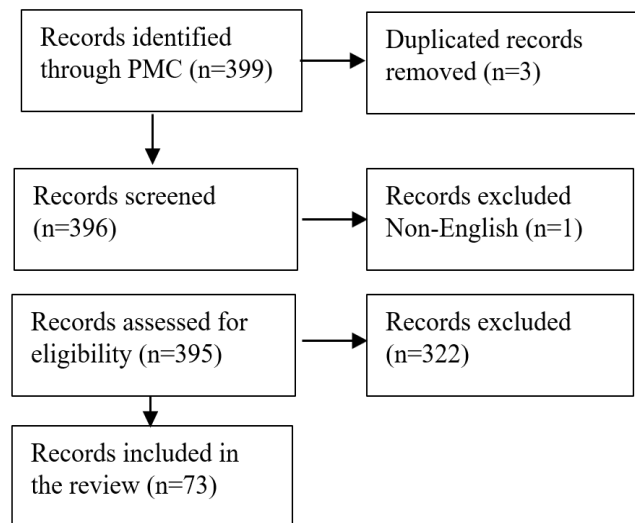 Records identified
through PMC (n=399)
Duplicated records
removed (n=3)
Records screened
(n=396)
Records excluded
Non-English (n=1)
Records assessed for
eligibility (n=395)
Records excluded
(n=322)
Records included in
the review (n=73)